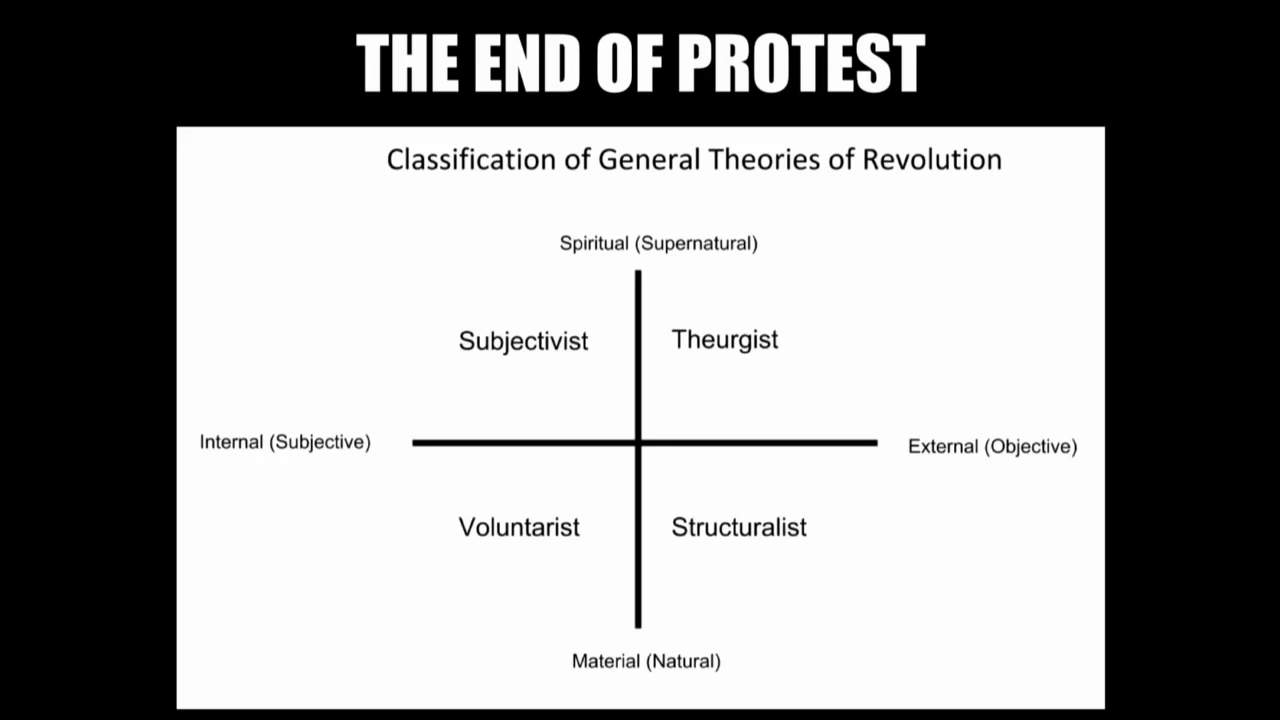 THE END OF PROTEST
Classification of General Theories of Revolution
Spiritual (Supernatural)
Subjectivist
Theurgist
Internal (Subjective)
External (Objective)
Voluntarist
Structuralist
Material (Natural)